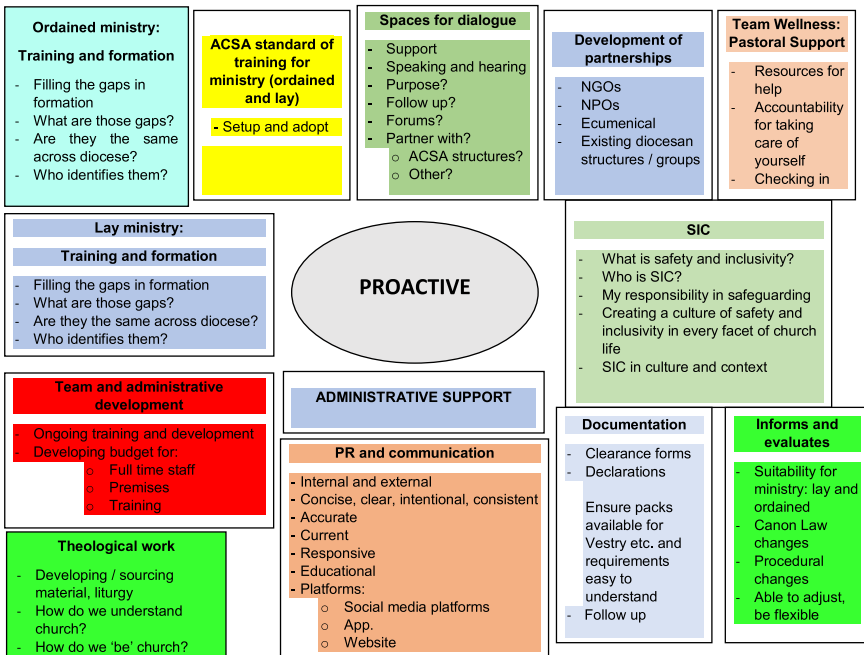 Ordained ministry:
Training and formation
- Filling the gaps in
formation
- What are those gaps?
- Are they the same
across diocese?
- Who identifies them?
ACSA standard of
training for
ministry (ordained
and lay)
- Setup and adopt
Spaces for dialogue
- Support
- Speaking and hearing
- Purpose?
- Follow up?
- Forums?
- Partner with?
o ACSA structures?
o Other?
Development of
partnerships
- NGOs
- NPOs
- Ecumenical
- Existing diocesan
structures / groups
Team Wellness:
Pastoral Support
- Resources for
help
- Accountability
for taking
care of
yourself
- Checking in
Lay ministry:
Training and formation
- Filling the gaps in formation
- What are those gaps?
- Are they the same across diocese?
- Who identifies them?
PROACTIVE
SIC
- What is safety and inclusivity?
- Who is SIC?
- My responsibility in safeguarding
- Creating a culture of safety and
inclusivity in every facet of church
life
- SIC in culture and context
Team and administrative
development
- Ongoing training and development
- Developing budget for:
o Full time staff
o Premises
o Training
ADMINISTRATIVE SUPPORT
PR and communication
- Internal and external
- Concise, clear, intentional, consistent
- Accurate
- Current
- Responsive
- Educational
- Platforms:
o Social media platforms
o App.
o Website
Documentation
- Clearance forms
- Declarations
Ensure packs
available for
Vestry etc. and
requirements
easy to
understand
- Follow up
Informs and
evaluates
- Suitability for
ministry: lay and
ordained
- Canon Law
changes
- Procedural
changes
- Able to adjust,
be flexible
Theological work
- Developing / sourcing
material, liturgy
- How do we understand
church?
- How do we ‘be’ church?